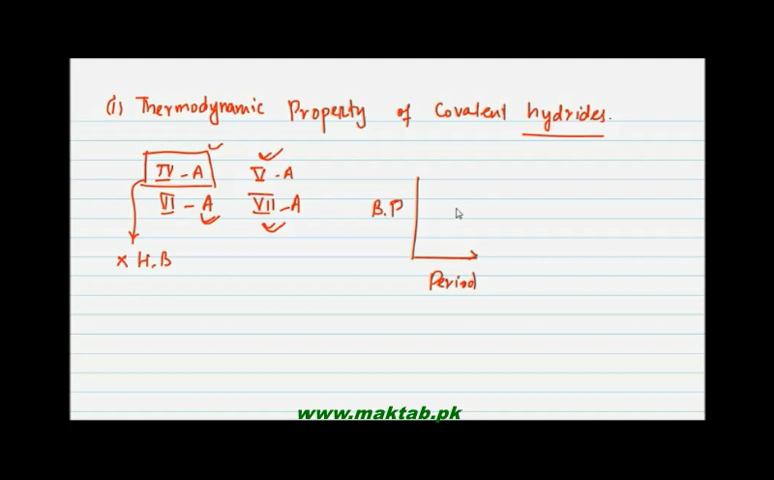 (i) Thermodynamic Property of Covalent hydrides.
IV - A V - A
VI - A VII - A
B.P
x H.B
Period
www.maktab.pk